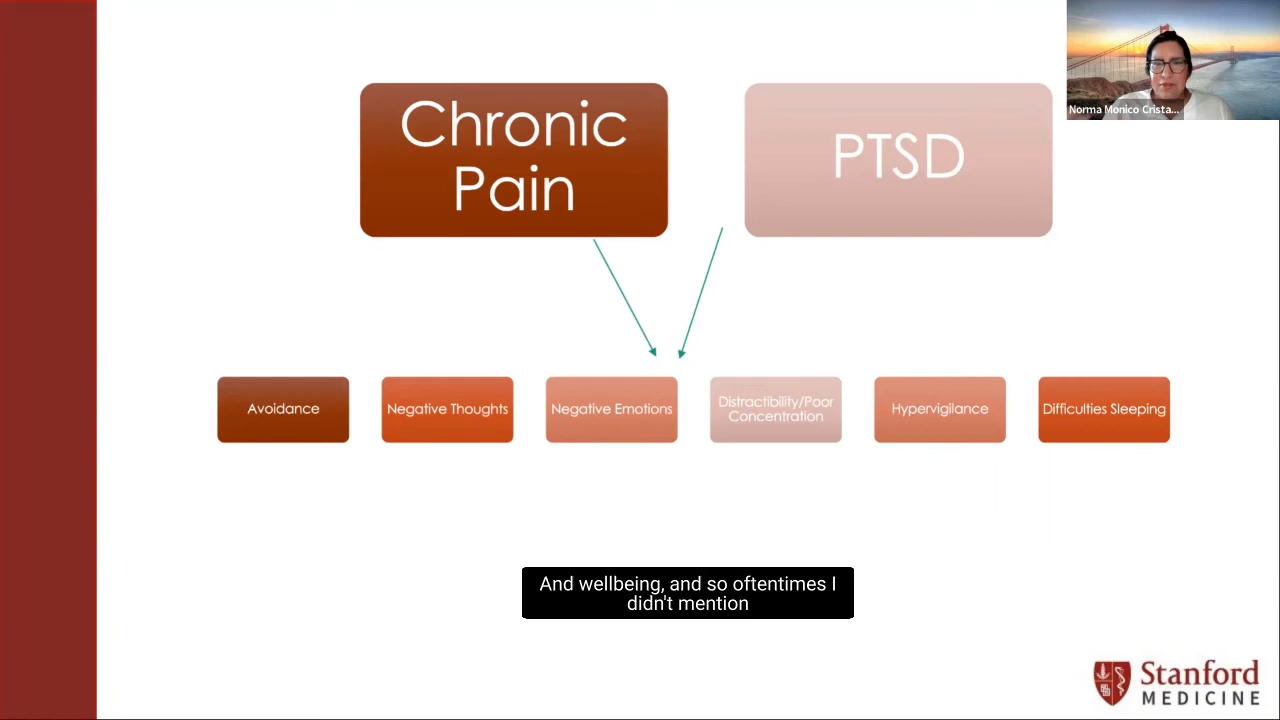 Chronic
Pain
PTSD
Norma Monico Crista...
Avoidance
Negative Thoughts
Negative Emotions
Distractibility/Poor
Concentration
Hypervigilance
Difficulties Sleeping
And wellbeing, and so oftentimes I
didn't mention
Stanford
MEDICINE